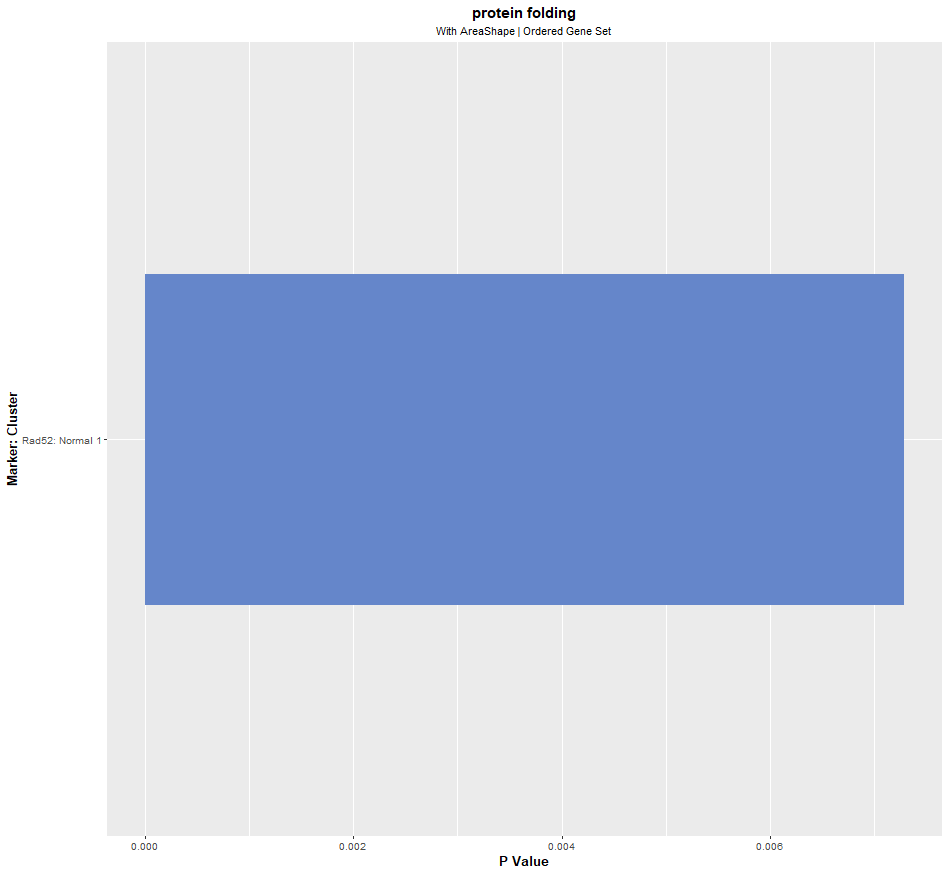 protein folding
With AreaShape | Ordered Gene Set
Marker: Cluster
Rad52: Normal 1
0.000
0.002
0.004
0.006
P Value